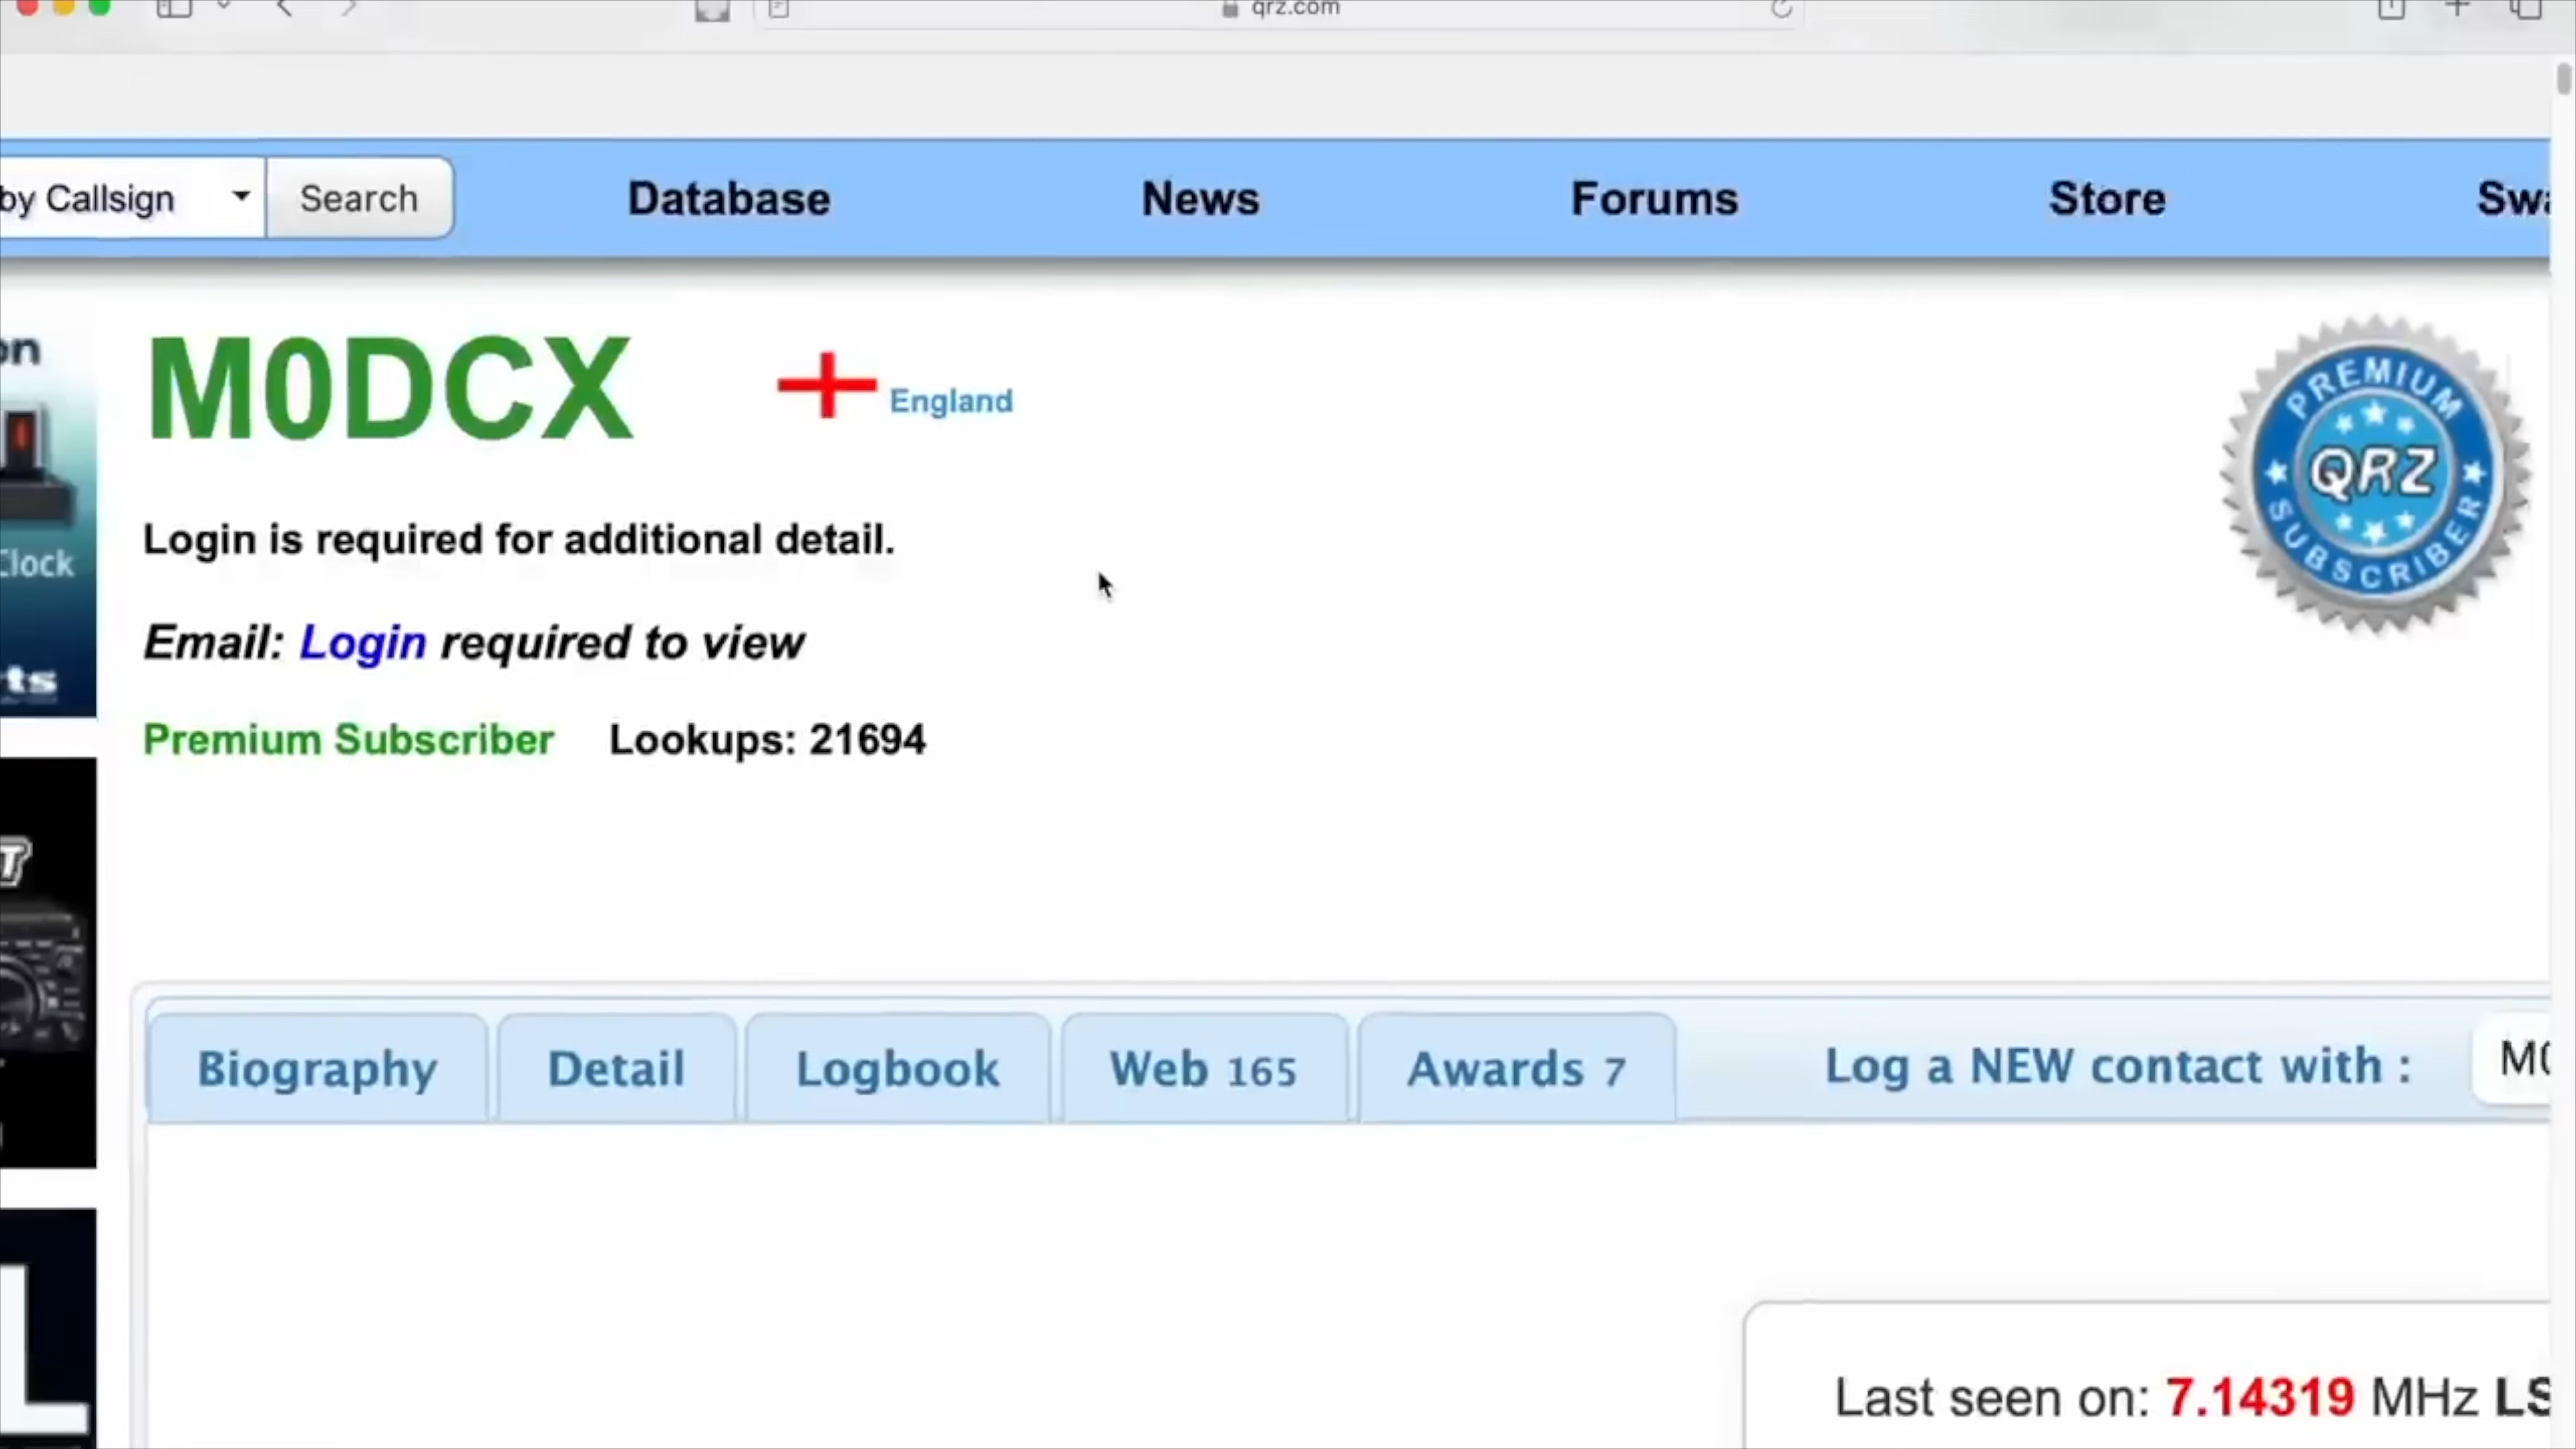 qrz.com
by Callsign
Search
Database
News
Forums
Store
M0DCX
England
PREMIUM
QRZ
SUBSCRIBER
Login is required for additional detail.
Clock
Email: Login required to view
Premium Subscriber Lookups: 21694
Biography
Detail
Logbook
Web 165
Awards 7
Log a NEW contact with :
Last seen on: 7.14319 MHz